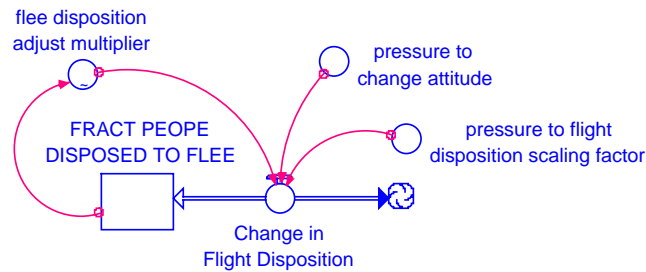 flee disposition
adjust multiplier
~
pressure to
change attitude
FRACT PEOPE
DISPOSED TO FLEE
pressure to flight
disposition scaling factor
Change in
Flight Disposition